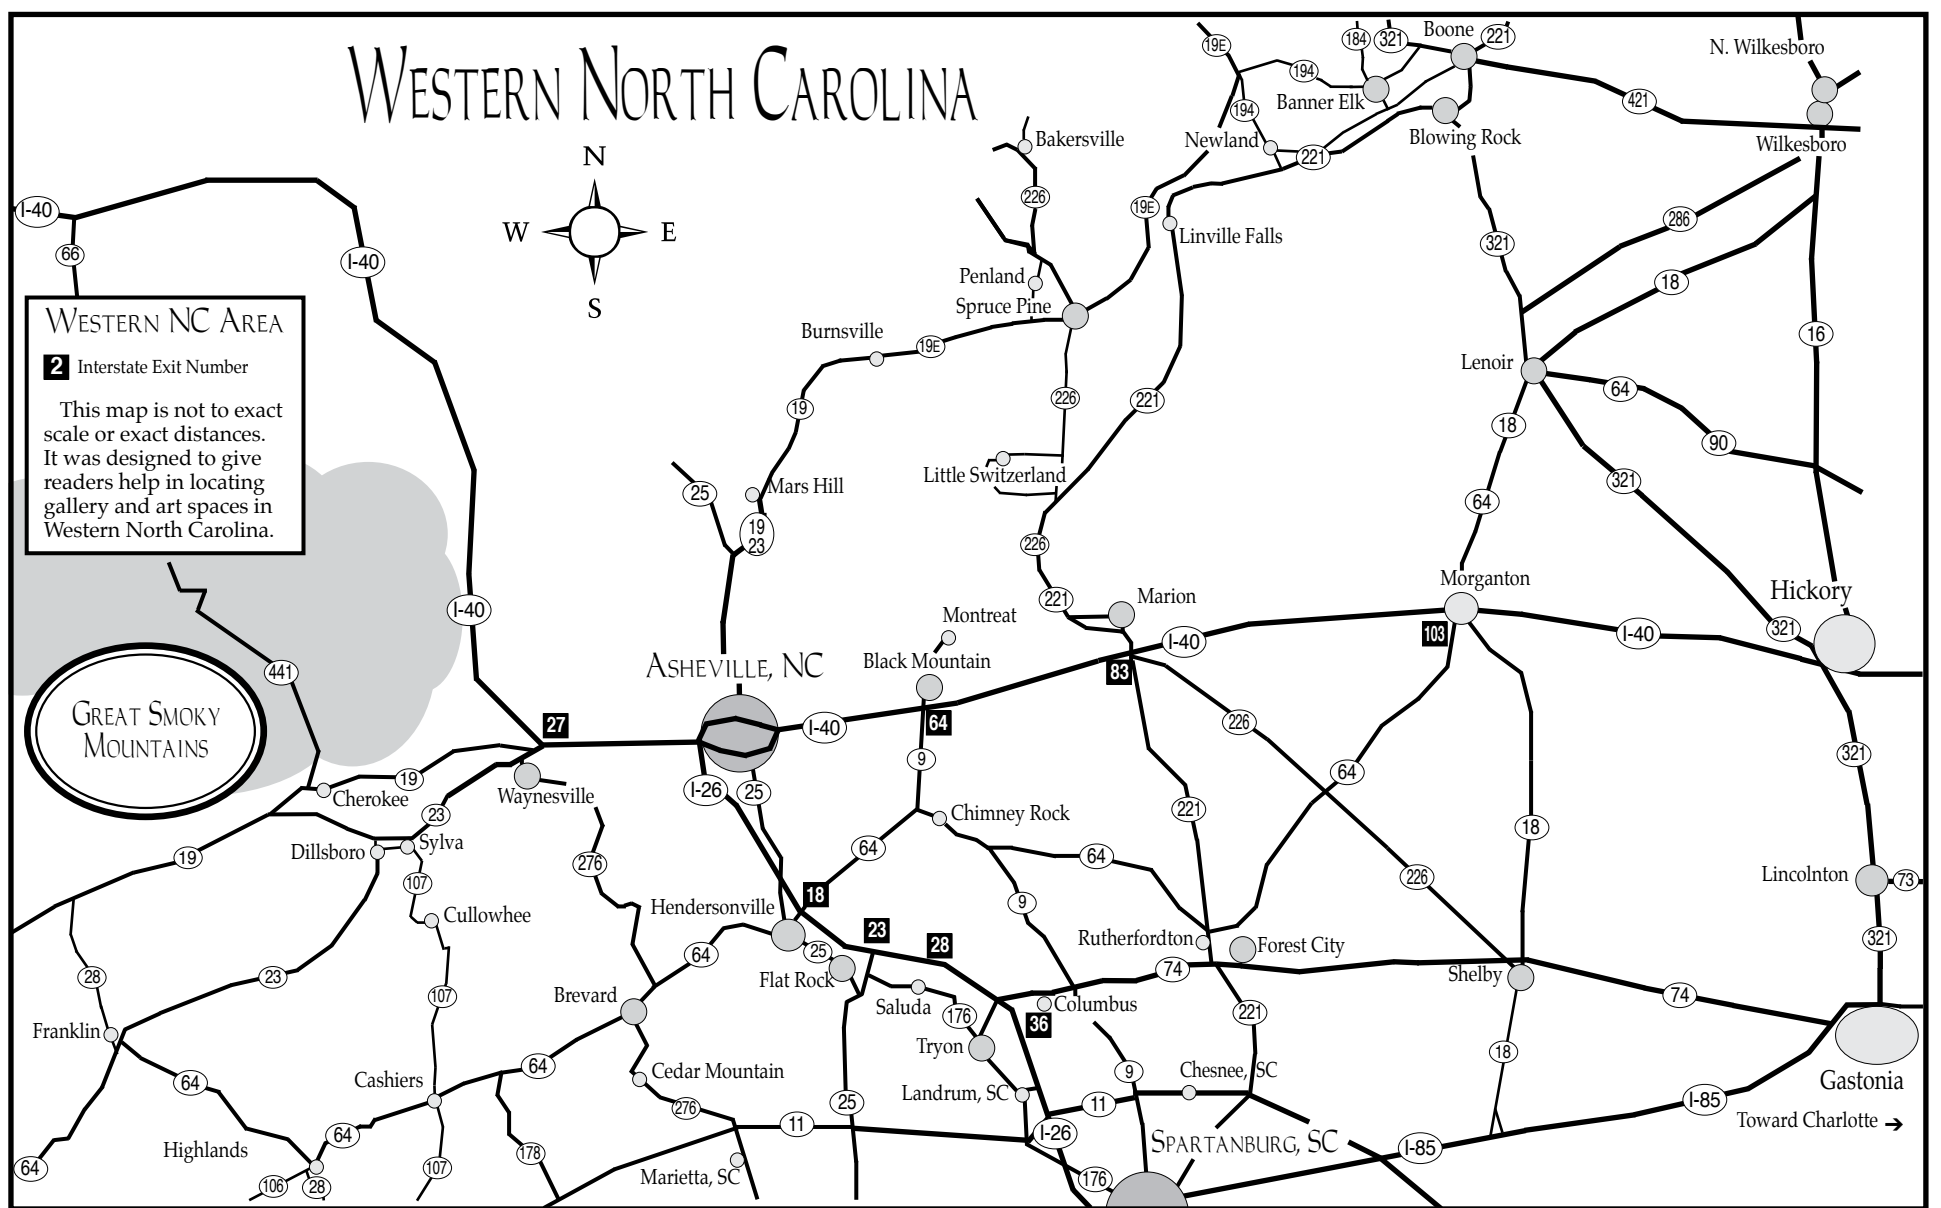 WESTERN NORTH CAROLINA
N
W
E
S
WESTERN NC AREA
2 Interstate Exit Number
This map is not to exact
scale or exact distances.
It was designed to give
readers help in locating
gallery and art spaces in
Western North Carolina.
GREAT SMOKY
MOUNTAINS
I-40
66
I-40
I-40
441
27
19E
184
321
Boone
221
N. Wilkesboro
194
Banner Elk
421
194
Newland
221
Blowing Rock
Wilkesboro
Bakersville
226
19E
Linville Falls
321
286
Penland
Spruce Pine
18
Burnsville
19E
16
Lenoir
64
19
226
221
18
90
Little Switzerland
321
25
Mars Hill
19
23
64
226
Morganton
Hickory
221
Marion
Montreat
103
I-40
321
I-40
ASHEVILLE, NC
Black Mountain
83
64
I-40
226
9
64
321
I-26
25
19
Cherokee
Waynesville
23
Chimney Rock
221
18
Dillsboro
Sylva
19
276
64
64
226
Lincolnton
73
107
18
9
Hendersonville
Cullowhee
23
28
Rutherfordton
Forest City
321
64
25
28
23
Flat Rock
74
Shelby
107
Brevard
Saluda
176
Columbus
74
36
221
Franklin
Tryon
18
64
64
Cashiers
Cedar Mountain
Landrum, SC
9
Chesnee, SC
Gastonia
276
25
11
I-85
11
Toward Charlotte →
Highlands
64
178
I-26
SPARTANBURG, SC
I-85
64
106
28
107
Marietta, SC
176